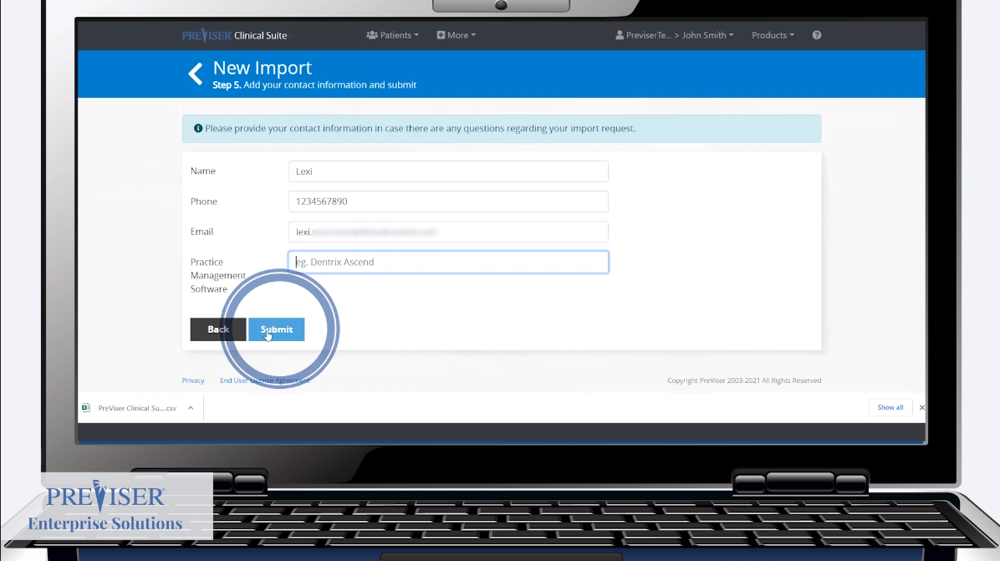 PREVISER Clinical Suite
Patients
More
PreviserTe... > John Smith
Products
New Import
Step 5. Add your contact information and submit
Please provide your contact information in case there are any questions regarding your import request.
Name
Lexi
Phone
1234567890
Email
lexi.
Practice
Management
Software
eg. Dentrix Ascend
Back
Submit
Privacy
End User License Agreement
Copyright PreViser 2003-2021 All Rights Reserved
PreViser Clinical Su....csv
Show all
PREVISER®
Enterprise Solutions